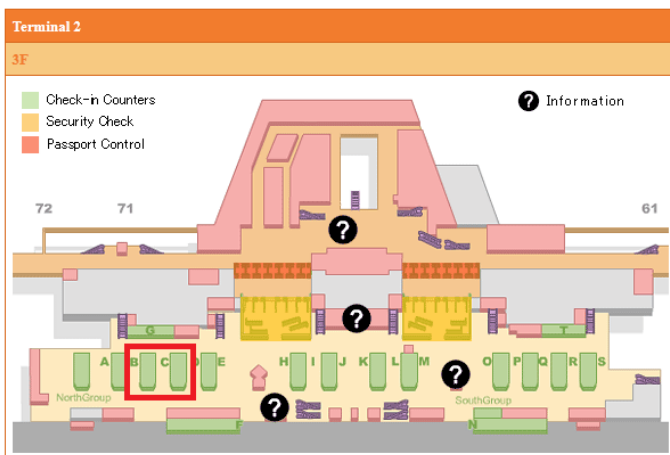 Terminal 2
3F
Check-in Counters
Security Check
Passport Control
? Information
72 71 61
?
?
G T
A B C D E H I J K L M O P Q R S
?
NorthGroup SouthGroup
?
F N